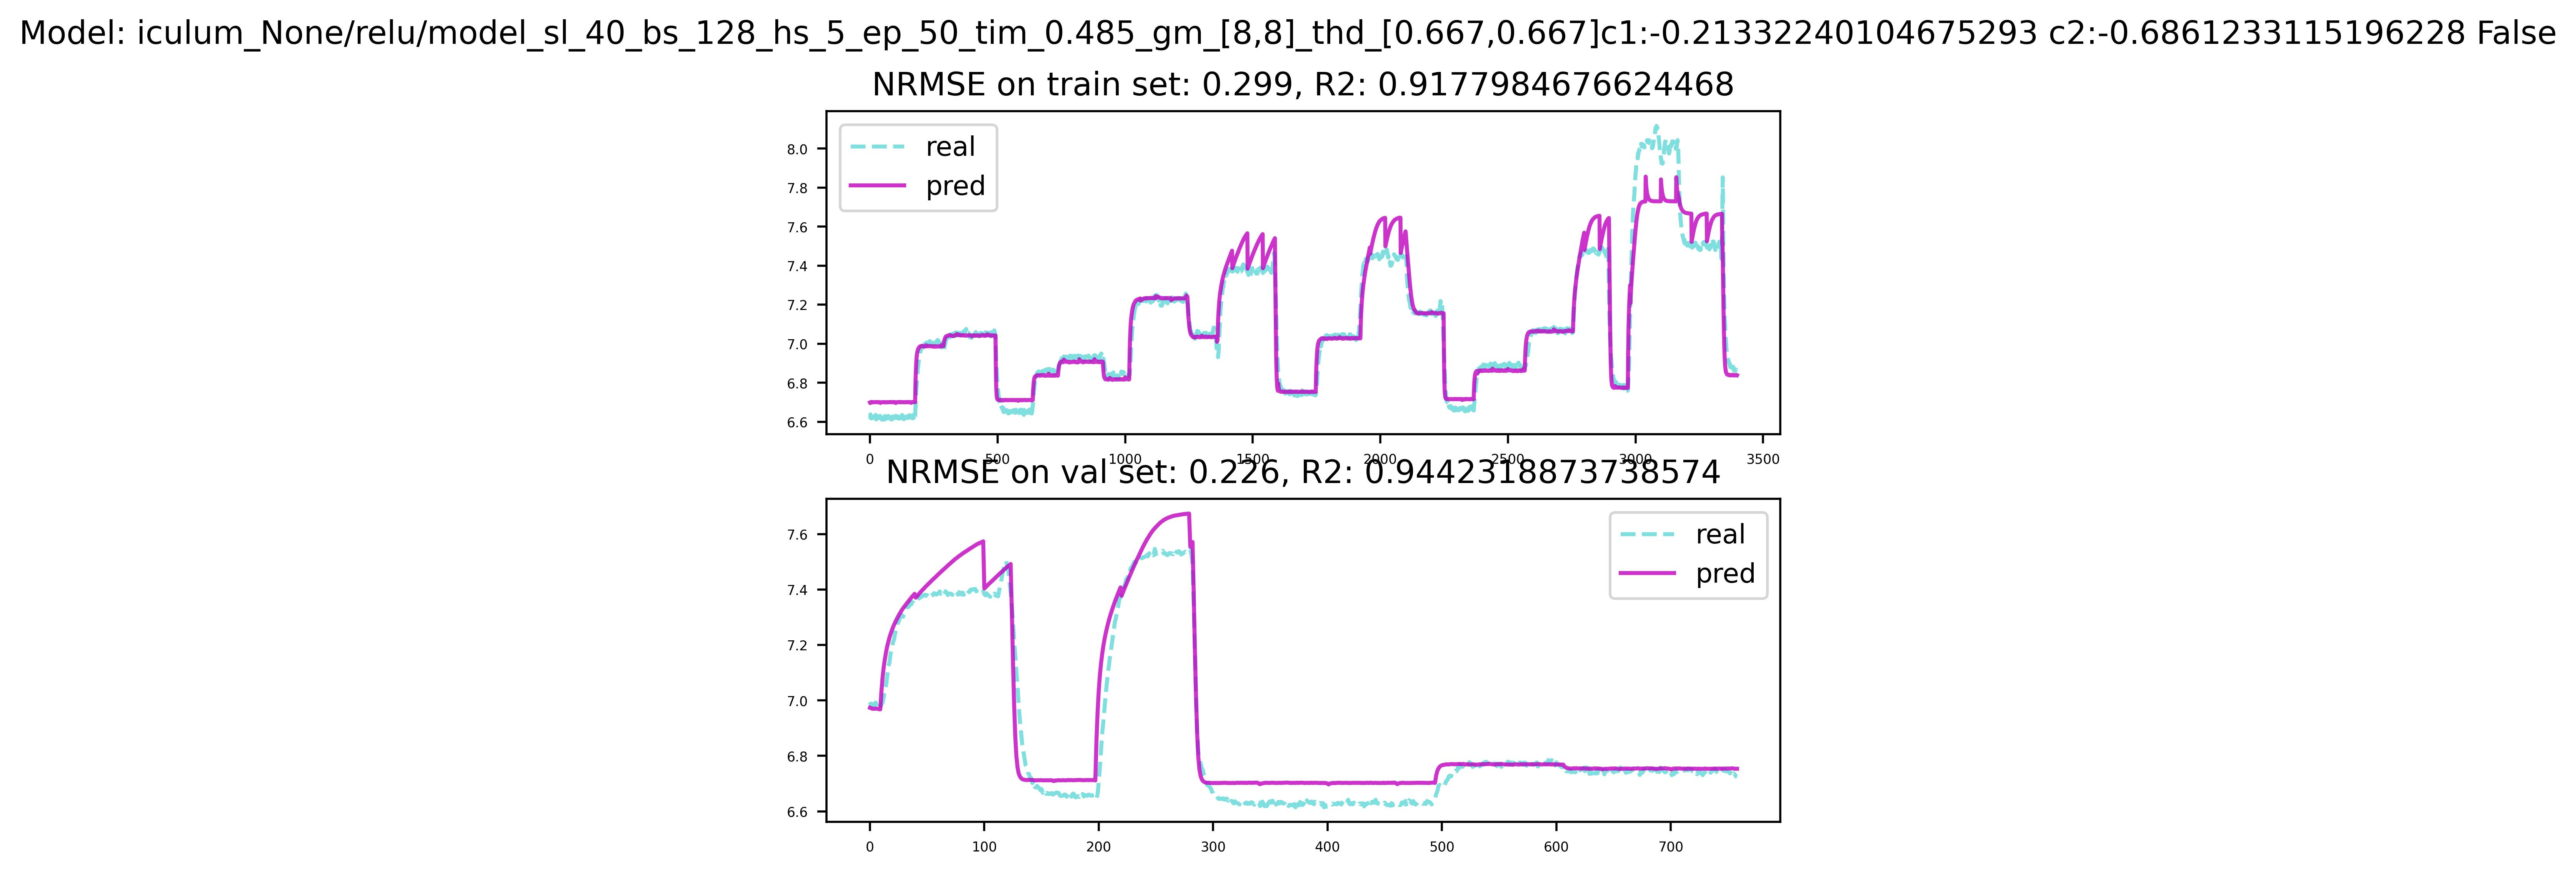 Model: iculum_None/relu/model_sl_40_bs_128_hs_5_ep_50_tim_0.485_gm_[8,8]_thd_[0.667,0.667]c1:-0.21332240104675293 c2:-0.6861233115196228 False
NRMSE on train set: 0.299, R2: 0.9177984676624468
real
pred
8.0
7.8
7.6
7.4
7.2
7.0
6.8
6.6
0 500 1000 1500 2000 2500 3000 3500
NRMSE on val set: 0.226, R2: 0.9442318873738574
real
pred
7.6
7.4
7.2
7.0
6.8
6.6
0 100 200 300 400 500 600 700